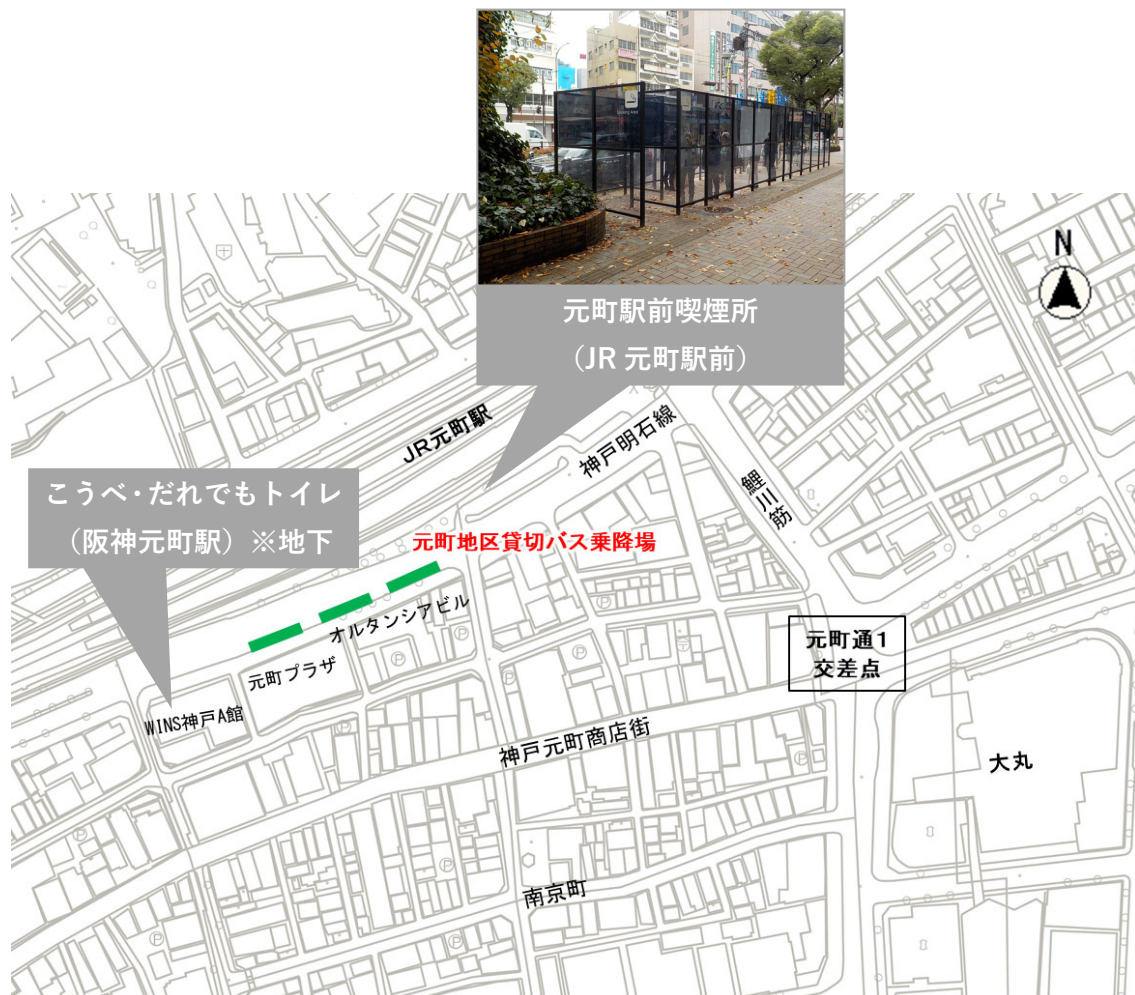 元町駅前喫煙所
（JR 元町駅前）
N
JR元町駅
神戸明石線
鯉川筋
こうべ・だれでもトイレ
（阪神元町駅）※地下
元町地区貸切バス乗降場
オルタンシアビル
元町プラザ
WINS神戸A館
元町通1
交差点
神戸元町商店街
大丸
南京町